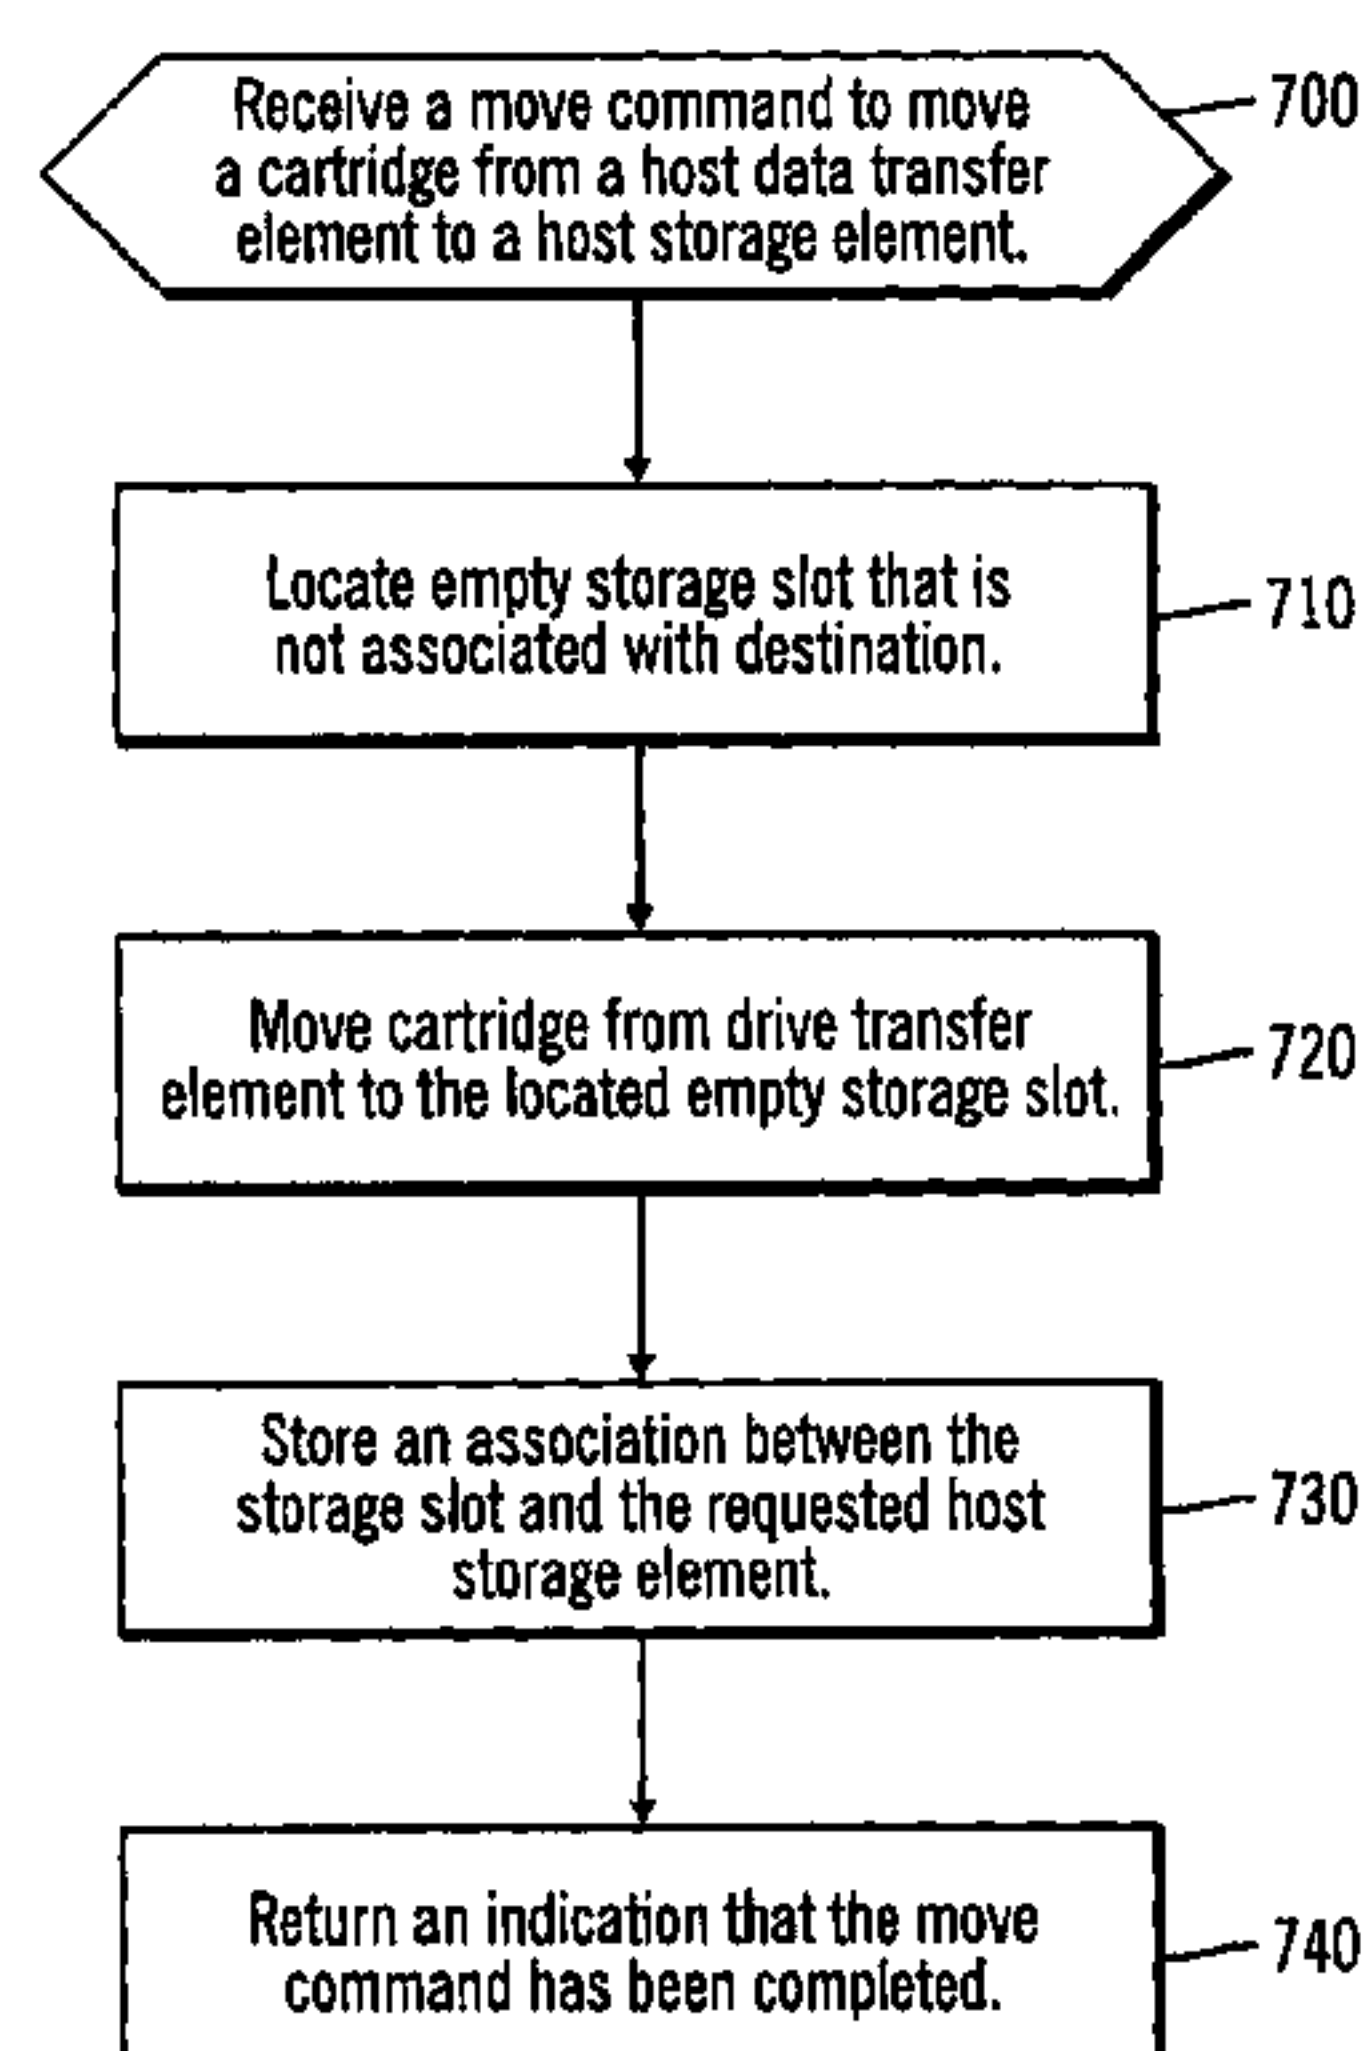 Receive a move command to move
a cartridge from a host data transfer
element to a host storage element.
700
Locate empty storage slot that is
not associated with destination.
710
Move cartridge from drive transfer
element to the located empty storage slot.
720
Store an association between the
storage slot and the requested host
storage element.
730
Return an indication that the move
command has been completed.
740